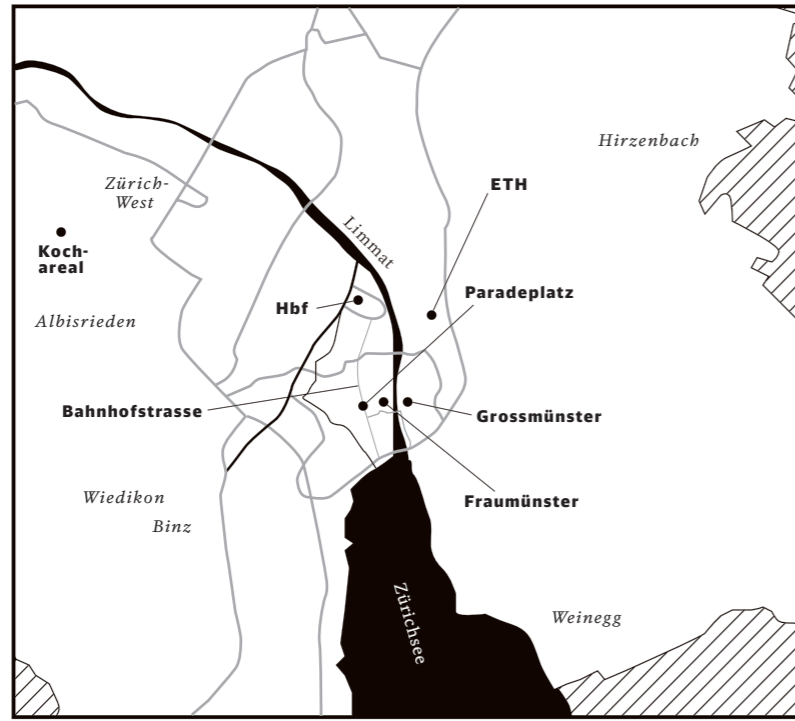 Hirzenbach
Zürich-
West
ETH
Limmat
Koch-
areal
Paradeplatz
Hbf
Albisrieden
Bahnhofstrasse
Grossmünster
Wiedikon
Fraumünster
Binz
Zürichsee
Weinegg